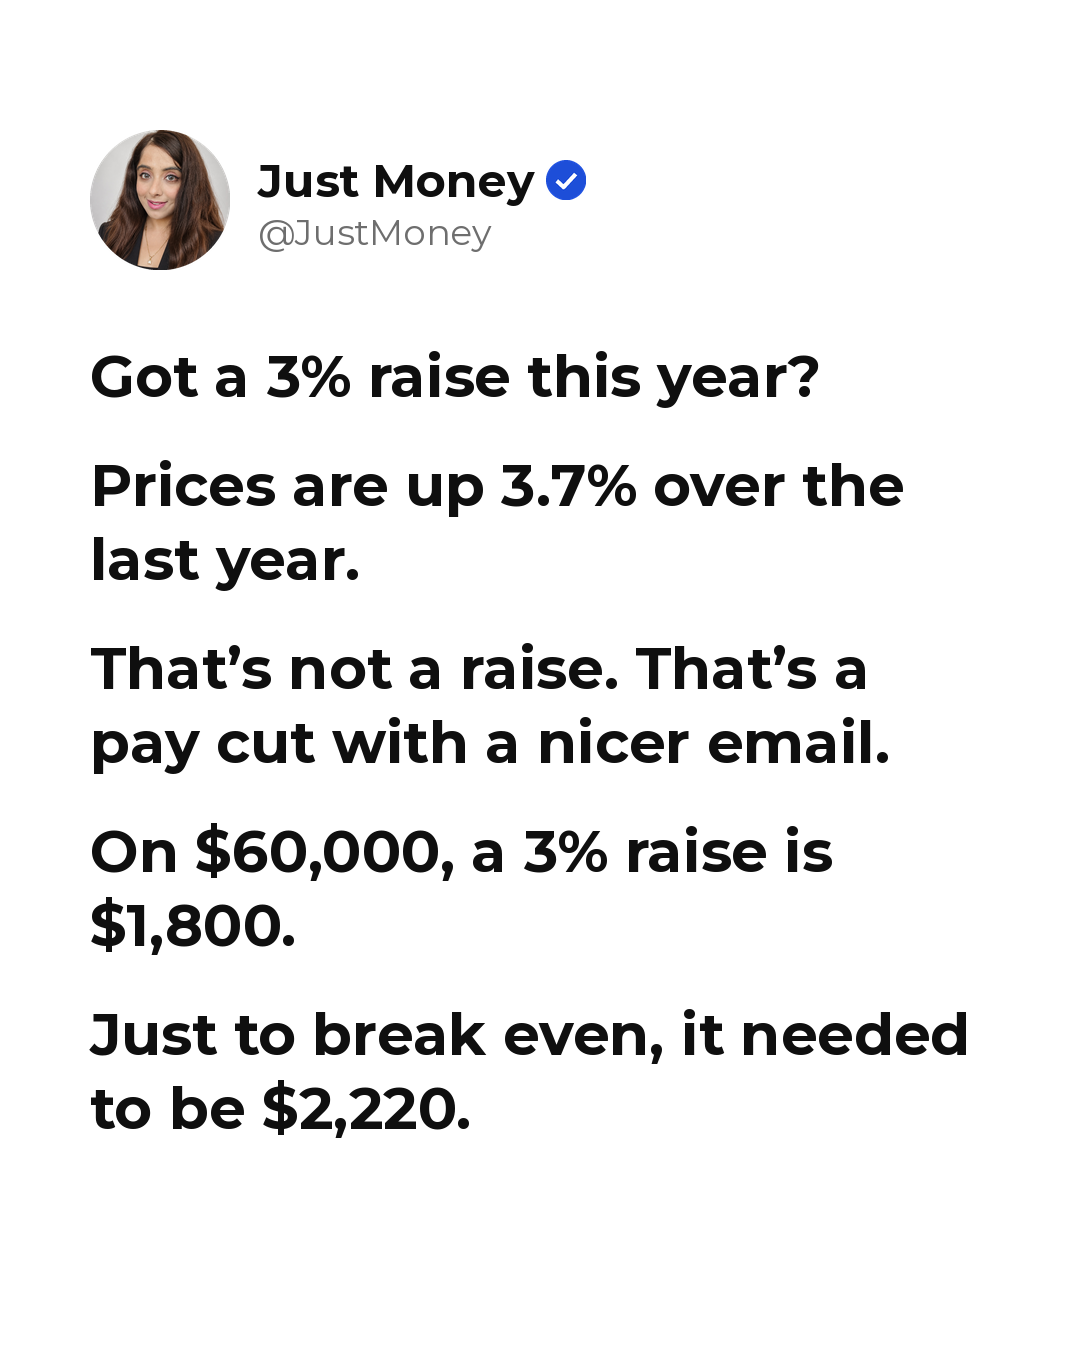 Just Money
@JustMoney
Got a 3% raise this year?
Prices are up 3.7% over the
last year.
That’s not a raise. That’s a
pay cut with a nicer email.
On $60,000, a 3% raise is
$1,800.
Just to break even, it needed
to be $2,220.